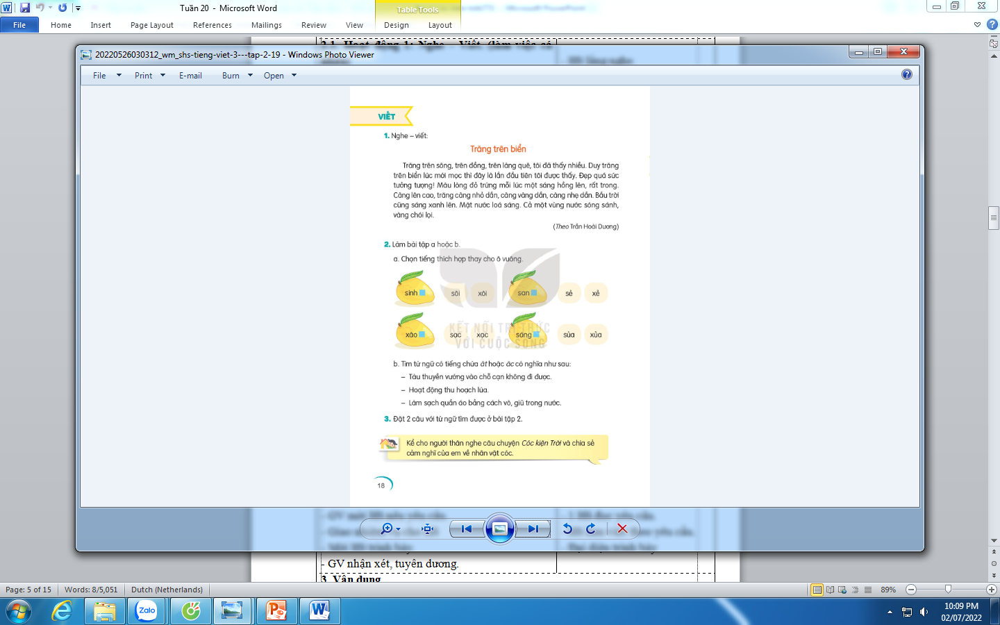 Tuần 20 - Microsoft Word
Table Tools
File Home Insert Page Layout References Mailings Review View Design Layout
20220526030312_wm_shs-tieng-viet-3---tap-2-19 - Windows Photo Viewer
File Print E-mail Burn Open
VIẾT
1. Nghe – viết:
Trăng trên biển
Trăng trên sông, trên đồng, trên làng quê, tôi đã thấy nhiều. Duy trăng
trên biển lúc mới mọc thì đây là lần đầu tiên tôi được thấy. Đẹp quá sức
tưởng tượng! Màu lòng đỏ trứng mỗi lúc một sáng hồng lên, rất trong.
Càng lên cao, trăng càng nhỏ dần, càng vàng dần, càng nhẹ dần. Bầu trời
cũng sáng xanh lên. Mặt nước loá sáng. Cả một vùng nước sóng sánh,
vàng chói lọi.
(Theo Trần Hoài Dương)
2. Làm bài tập a hoặc b.
a. Chọn tiếng thích hợp thay cho ô vuông.
sinh sôi xôi san sẻ xẻ
KẾT NỐI TRI THỨC
xào sạc xạc sáng sủa xủa
VỚI CUỘC SỐNG
b. Tìm từ ngữ có tiếng chứa ăt hoặc ăc có nghĩa như sau:
– Tàu thuyền vướng vào chỗ cạn không đi được.
– Hoạt động thu hoạch lúa.
– Làm sạch quần áo bằng cách vò, giũ trong nước.
3. Đặt 2 câu với từ ngữ tìm được ở bài tập 2.
Kể cho người thân nghe câu chuyện Cóc kiện Trời và chia sẻ
cảm nghĩ của em về nhân vật cóc.
18
- GV nhận xét, tuyên dương.
3. Vận dụng
Page: 5 of 15 Words: 8/5,051 Dutch (Netherlands) 89%
Zalo
10:09 PM
02/07/2022